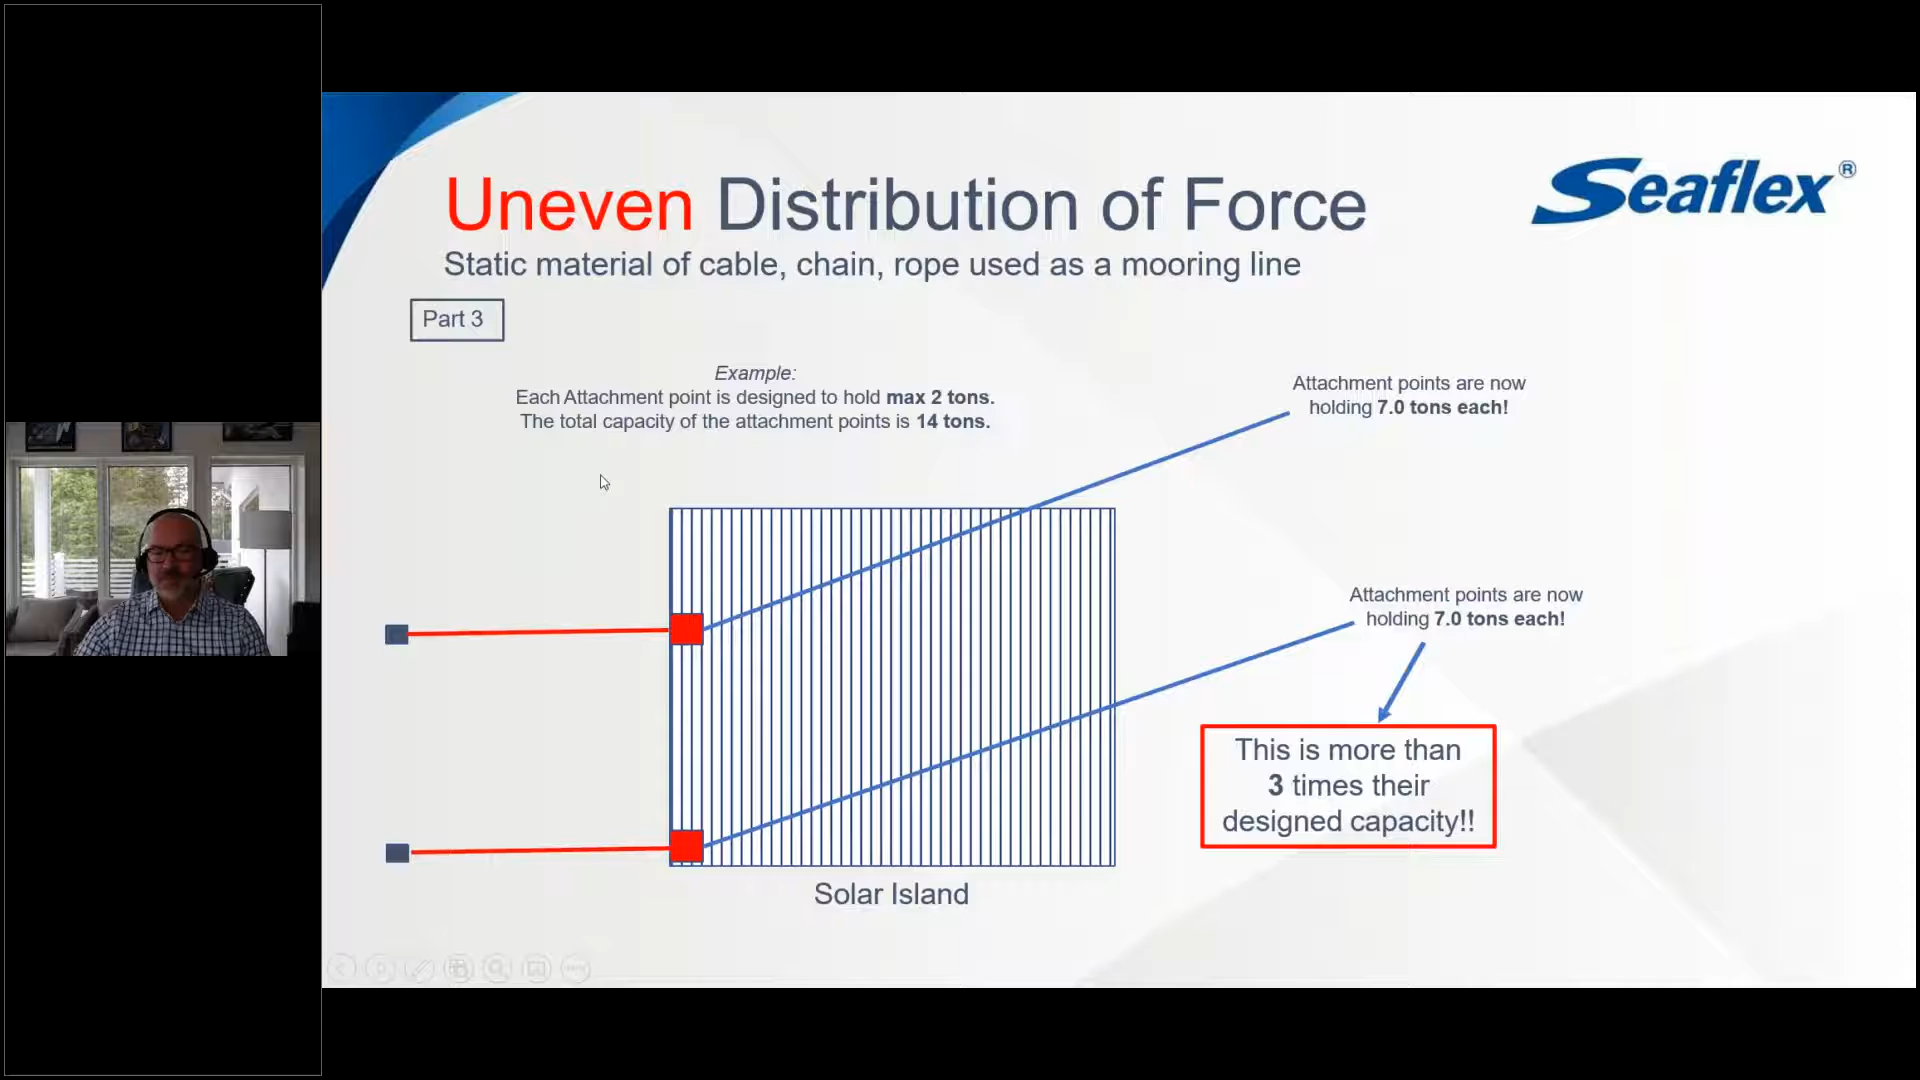 Seaflex®
Uneven Distribution of Force
Static material of cable, chain, rope used as a mooring line
Part 3
Example:
Each Attachment point is designed to hold max 2 tons.
The total capacity of the attachment points is 14 tons.
Attachment points are now
holding 7.0 tons each!
Attachment points are now
holding 7.0 tons each!
This is more than
3 times their
designed capacity!!
Solar Island